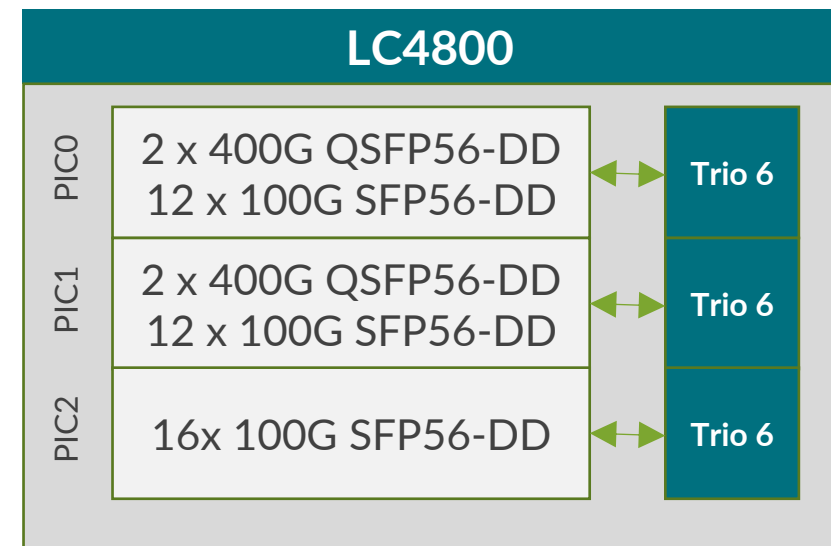 LC4800
PIC0
2 x 400G QSFP56-DD
12 x 100G SFP56-DD
Trio 6
PIC1
2 x 400G QSFP56-DD
12 x 100G SFP56-DD
Trio 6
PIC2
16x 100G SFP56-DD
Trio 6